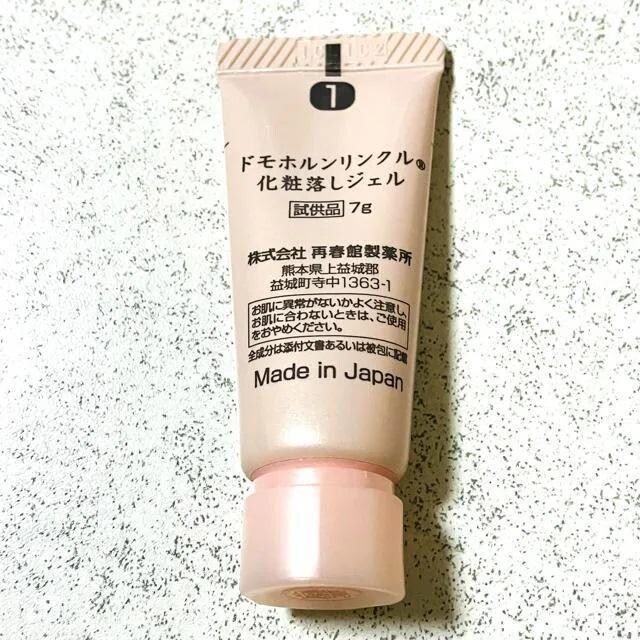 1
ドモホルンリンクル®
化粧落しジェル
試供品 7g
株式会社 再春館製薬所
熊本県上益城郡
益城町寺中1363-1
お肌に異常がないかよく注意し、
お肌に合わないときは、ご使用
をおやめください。
全成分は添付文書あるいは被包に記載
Made in Japan